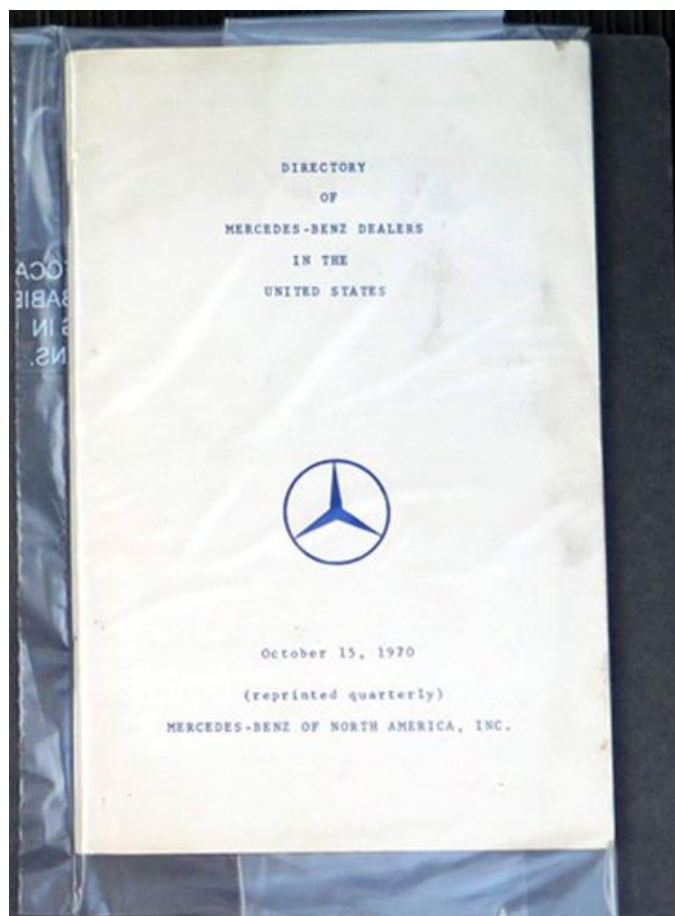 DIRECTORY
OF
MERCEDES-BENZ DEALERS
IN THE
UNITED STATES
October 15, 1970
(reprinted quarterly)
MERCEDES-BENZ OF NORTH AMERICA, INC.
IN